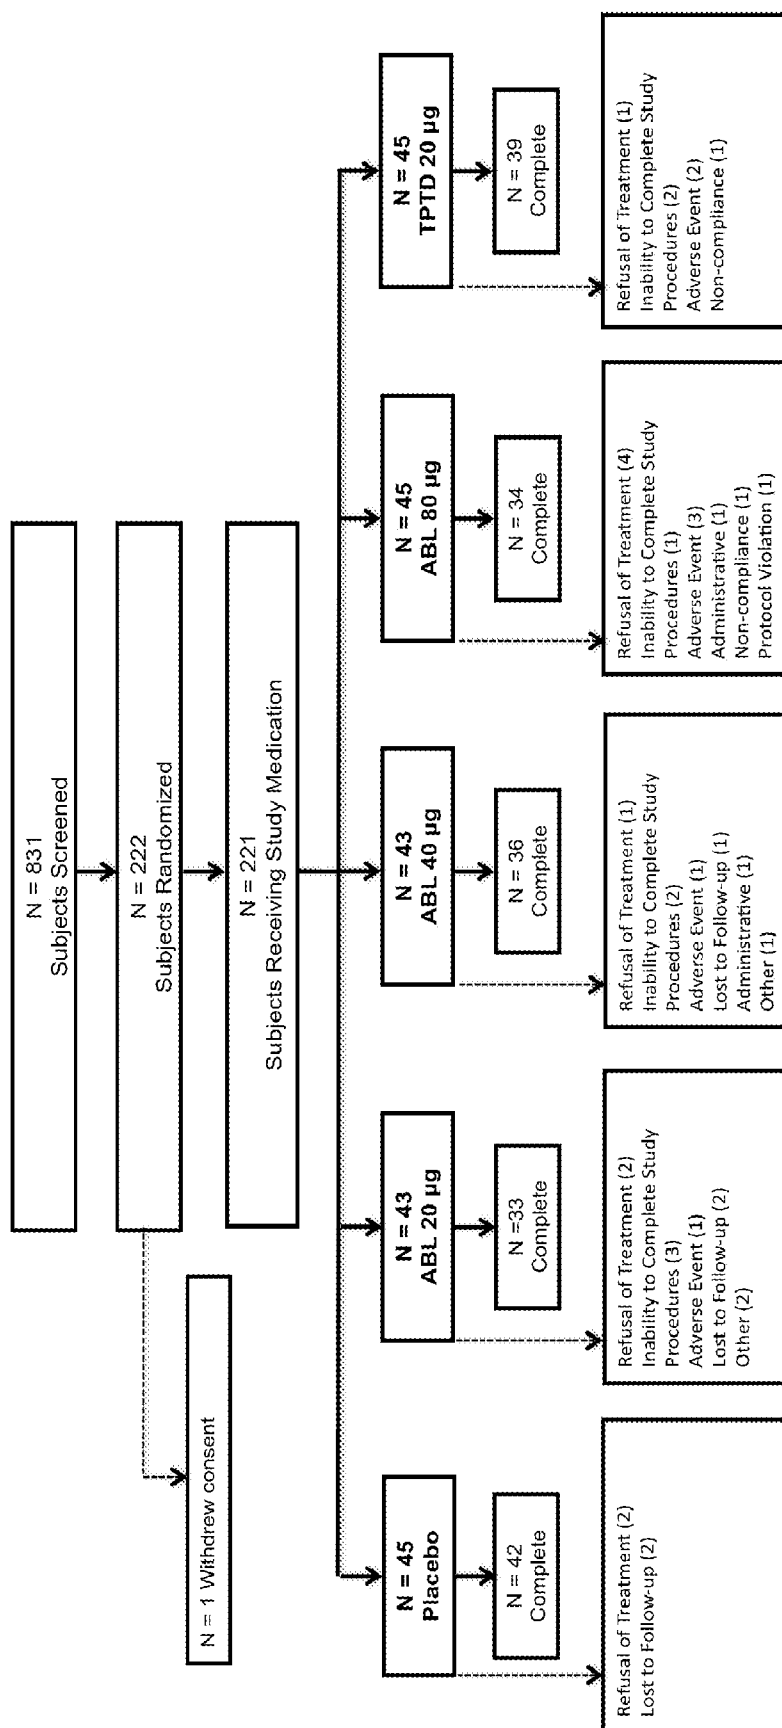 N = 831
Subjects Screened
N = 222
Subjects Randomized
N = 1 Withdrew consent
N = 221
Subjects Receiving Study Medication
N = 45
Placebo
N = 42
Complete
Refusal of Treatment (2)
Lost to Follow-up (2)
N = 43
ABL 20 µg
N =33
Complete
Refusal of Treatment (2)
Inability to Complete Study
Procedures (3)
Adverse Event (1)
Lost to Follow-up (2)
Other (2)
N = 43
ABL 40 µg
N = 36
Complete
Refusal of Treatment (1)
Inability to Complete Study
Procedures (2)
Adverse Event (1)
Lost to Follow-up (1)
Administrative (1)
Other (1)
N = 45
ABL 80 µg
N = 34
Complete
Refusal of Treatment (4)
Inability to Complete Study
Procedures (1)
Adverse Event (3)
Administrative (1)
Non-compliance (1)
Protocol Violation (1)
N = 45
TPTD 20 µg
N = 39
Complete
Refusal of Treatment (1)
Inability to Complete Study
Procedures (2)
Adverse Event (2)
Non-compliance (1)